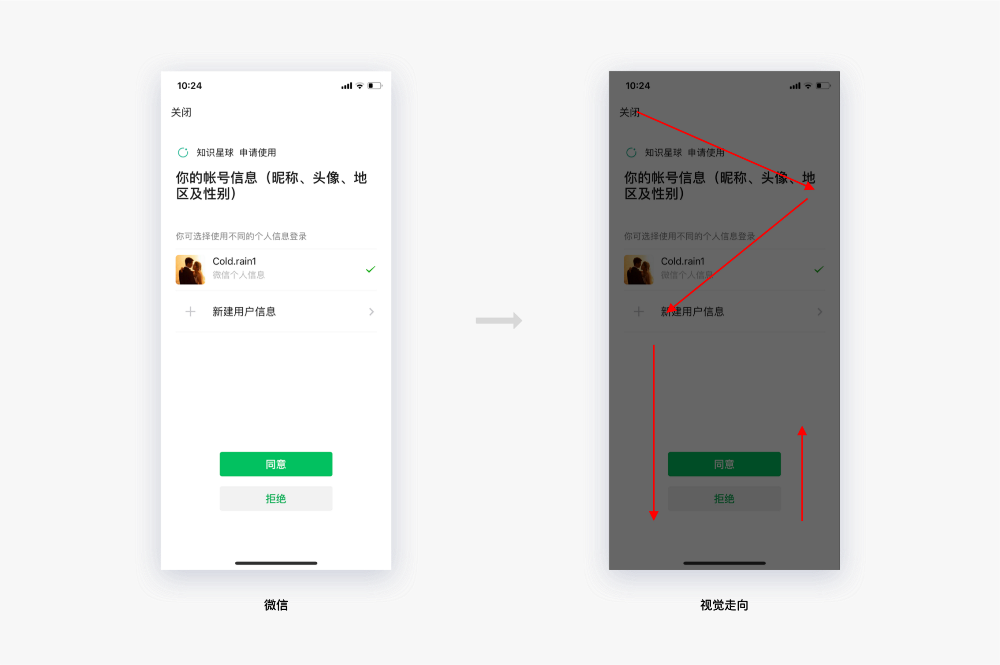 10:24
关闭
知识星球 申请使用
你的帐号信息（昵称、头像、地
区及性别）
你可选择使用不同的个人信息登录
Cold.rain1
微信个人信息
新建用户信息
同意
拒绝
微信
10:24
关闭
知识星球 申请使用
你的帐号信息（昵称、头像、地
区及性别）
你可选择使用不同的个人信息登录
Cold.rain1
微信个人信息
新建用户信息
同意
拒绝
视觉走向